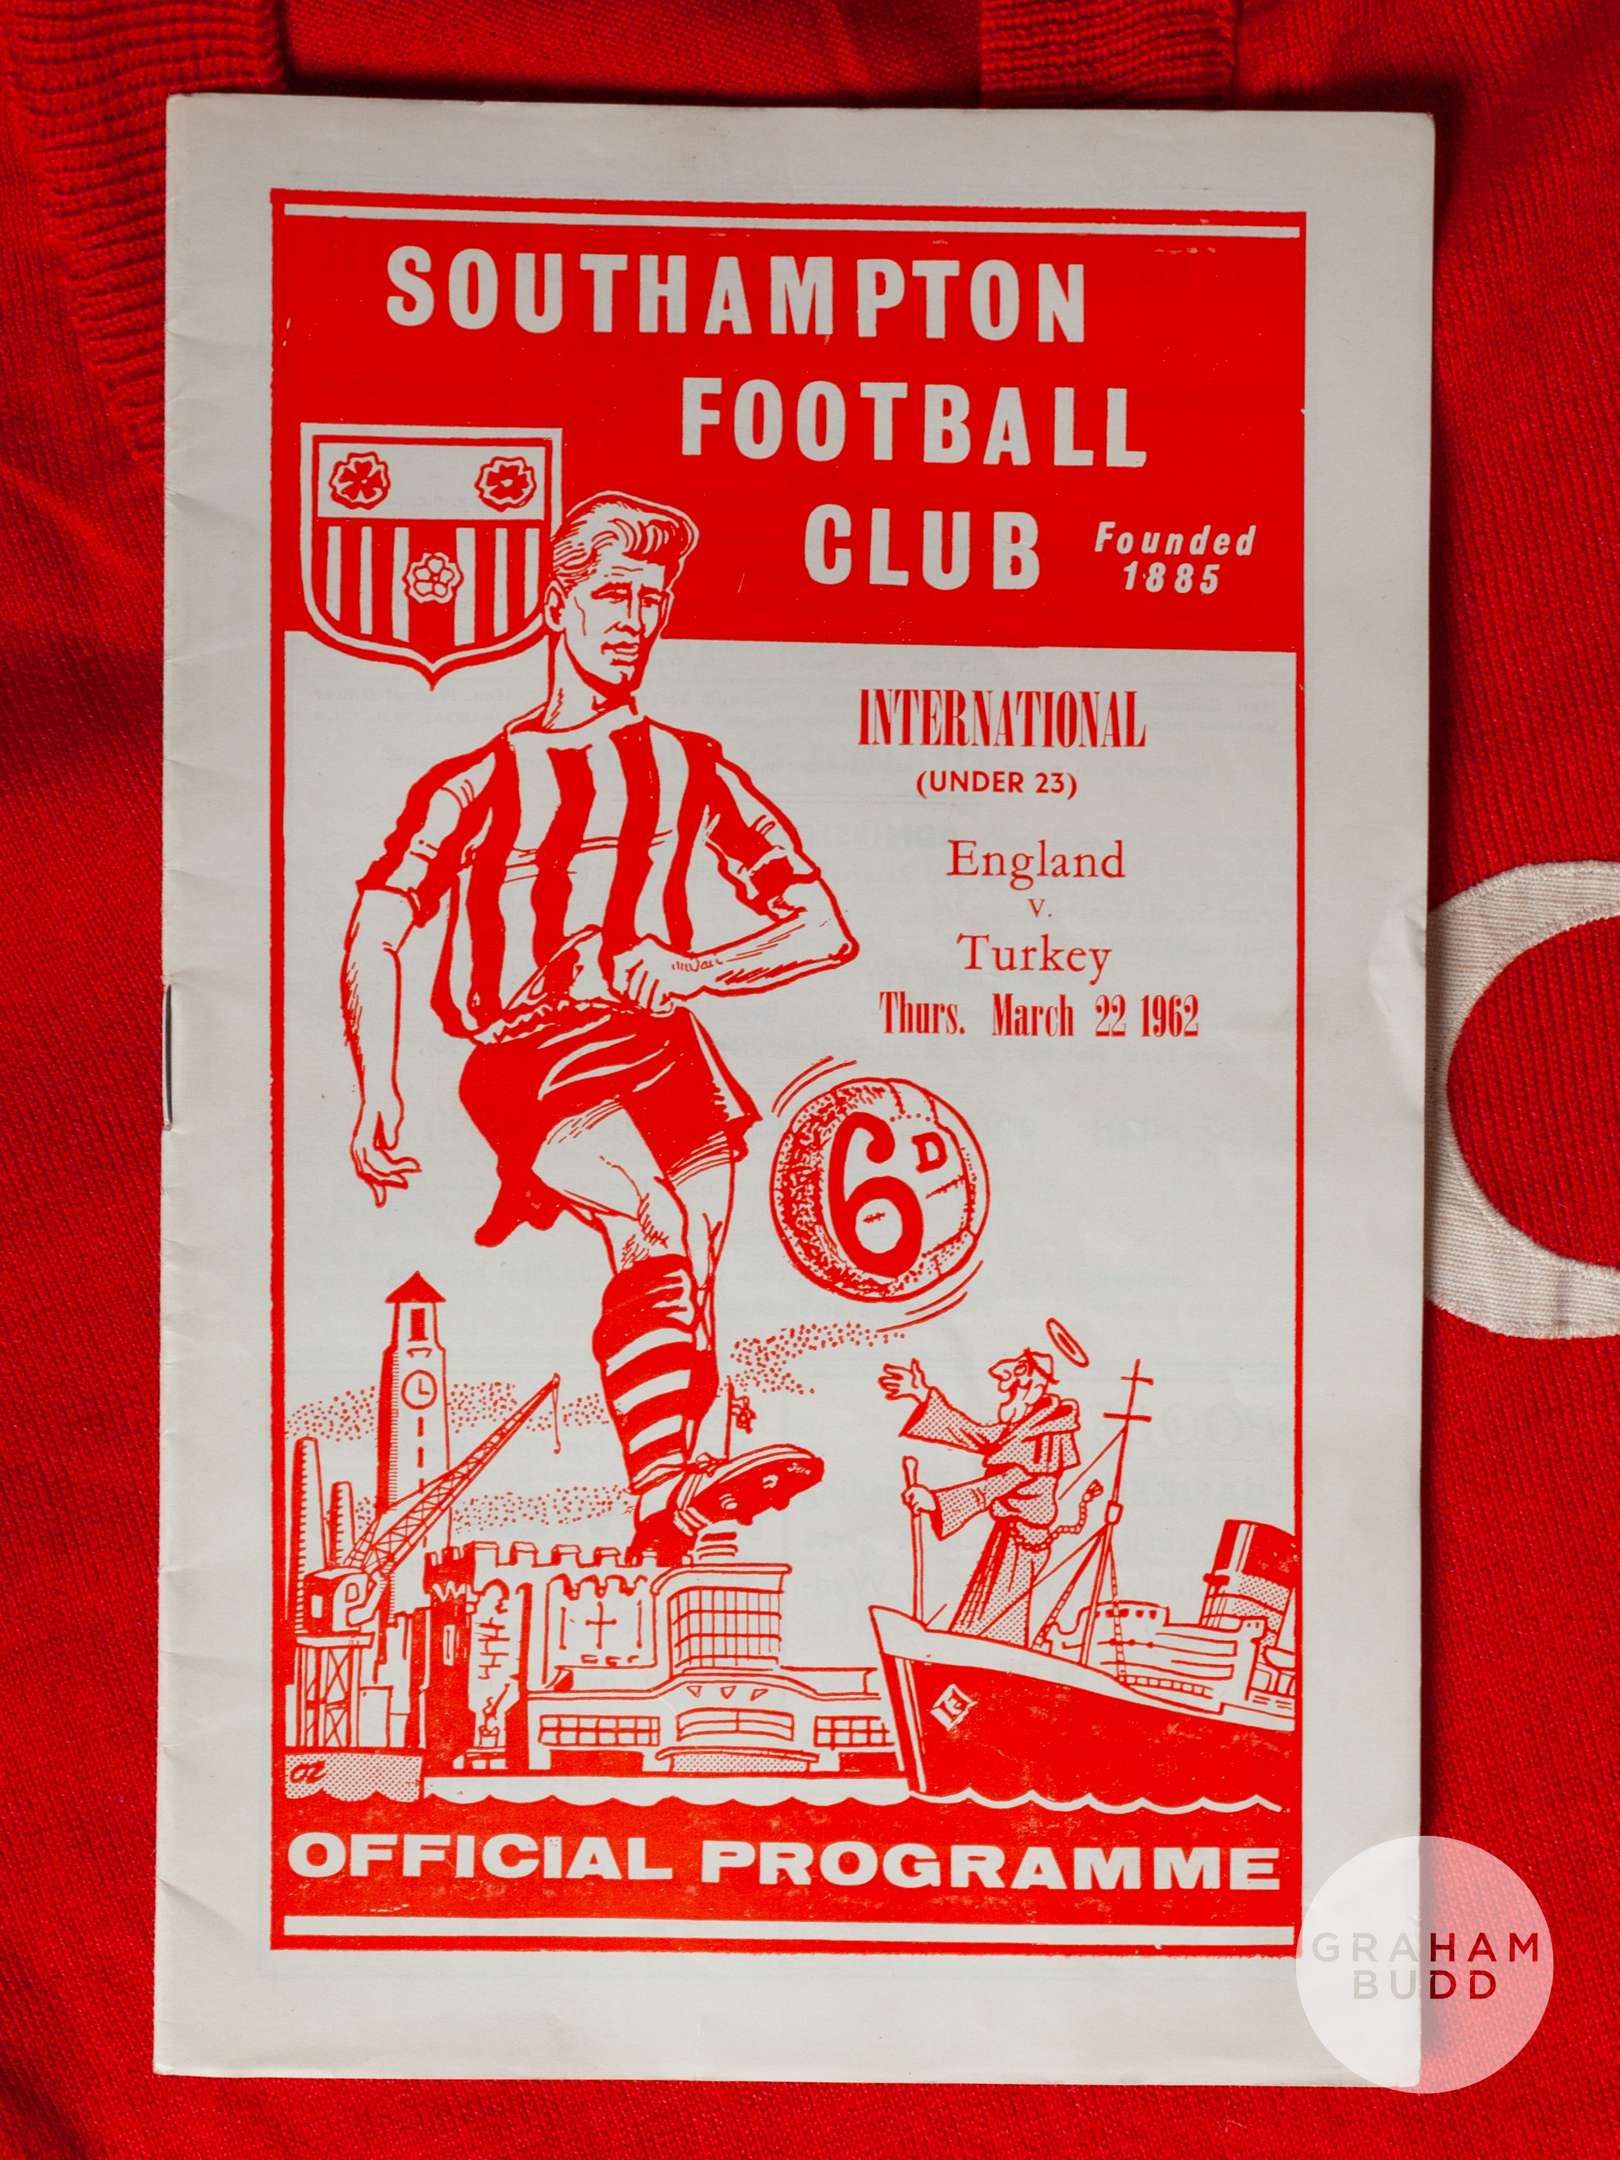 SOUTHAMPTON
FOOTBALL
CLUB
Founded
1885
INTERNATIONAL
(UNDER 23)
England
v.
Turkey
Thurs. March 22 1962
6D
OZ
OFFICIAL PROGRAMME
GRAHAM
BUDD